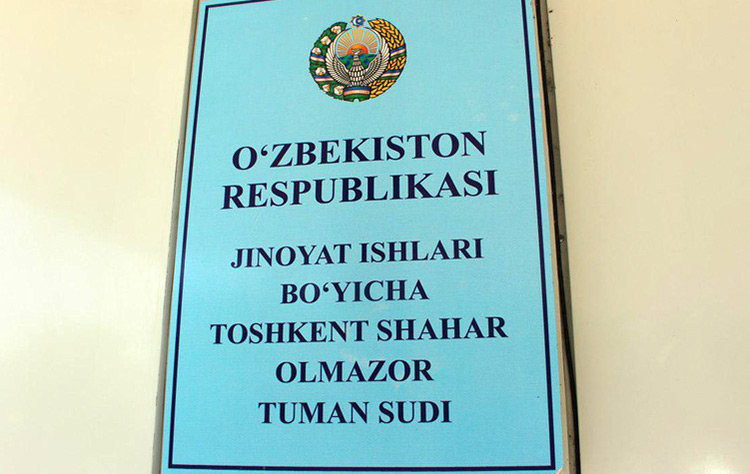 O‘ZBEKISTON
RESPUBLIKASI
JINOYAT ISHLARI
BO‘YICHA
TOSHKENT SHAHAR
OLMAZOR
TUMAN SUDI